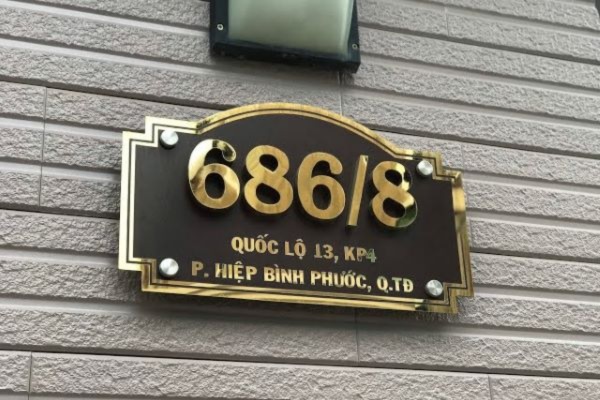 686/8
QUỐC LỘ 13, KP4
P. HIỆP BÌNH PHƯỚC, Q.TĐ